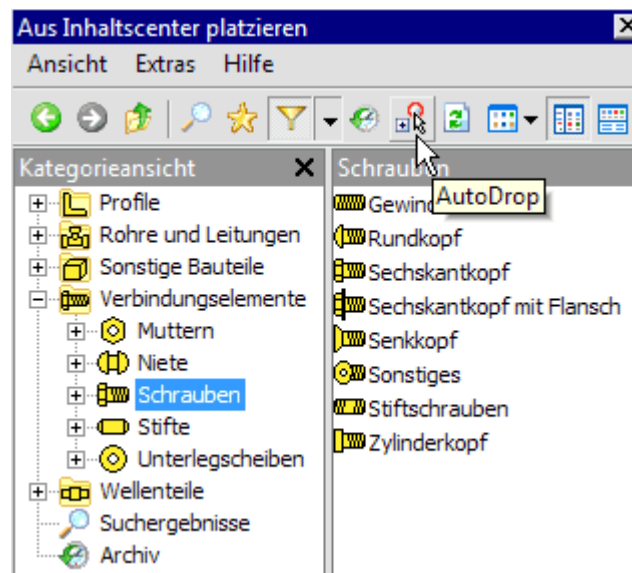 Aus Inhaltscenter platzieren
Ansicht Extras Hilfe
Kategorieansicht
Profile
Rohre und Leitungen
Sonstige Bauteile
Verbindungselemente
Muttern
Niete
Schrauben
Stifte
Unterlegscheiben
Wellenteile
Suchergebnisse
Archiv
Schrauben
AutoDrop
Rundkopf
Sechskantkopf
Sechskantkopf mit Flansch
Senkkopf
Sonstiges
Stiftschrauben
Zylinderkopf